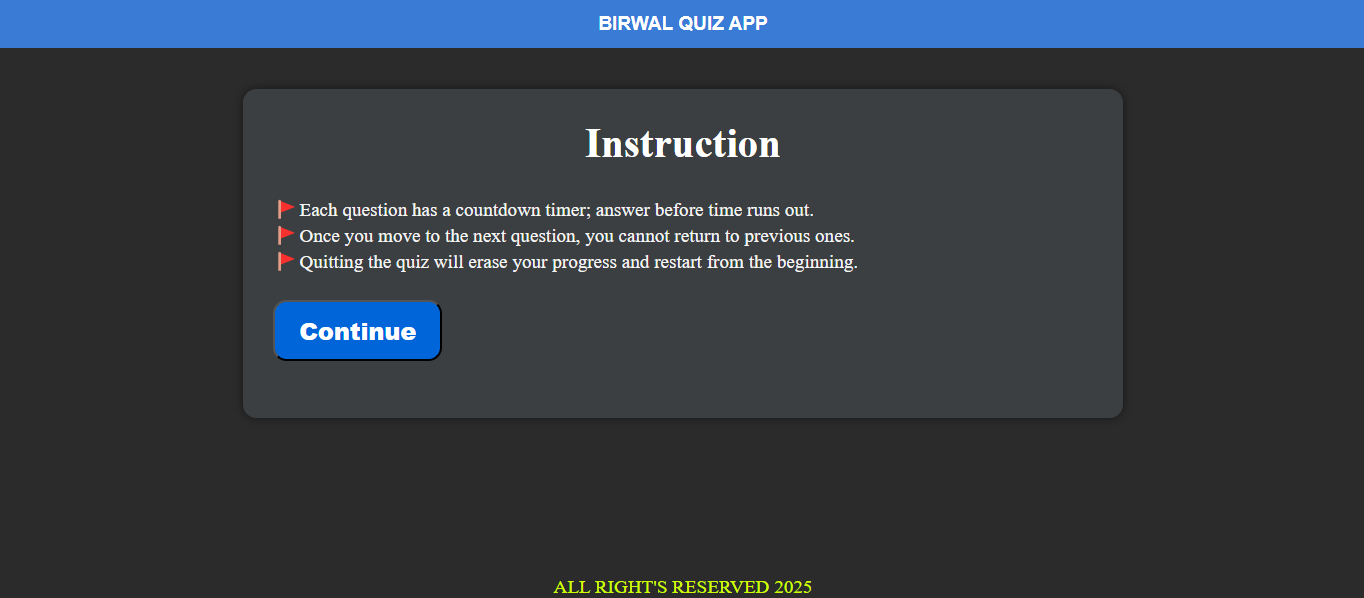 BIRWAL QUIZ APP
Instruction
🚩Each question has a countdown timer; answer before time runs out.
🚩Once you move to the next question, you cannot return to previous ones.
🚩Quitting the quiz will erase your progress and restart from the beginning.
Continue
ALL RIGHT'S RESERVED 2025